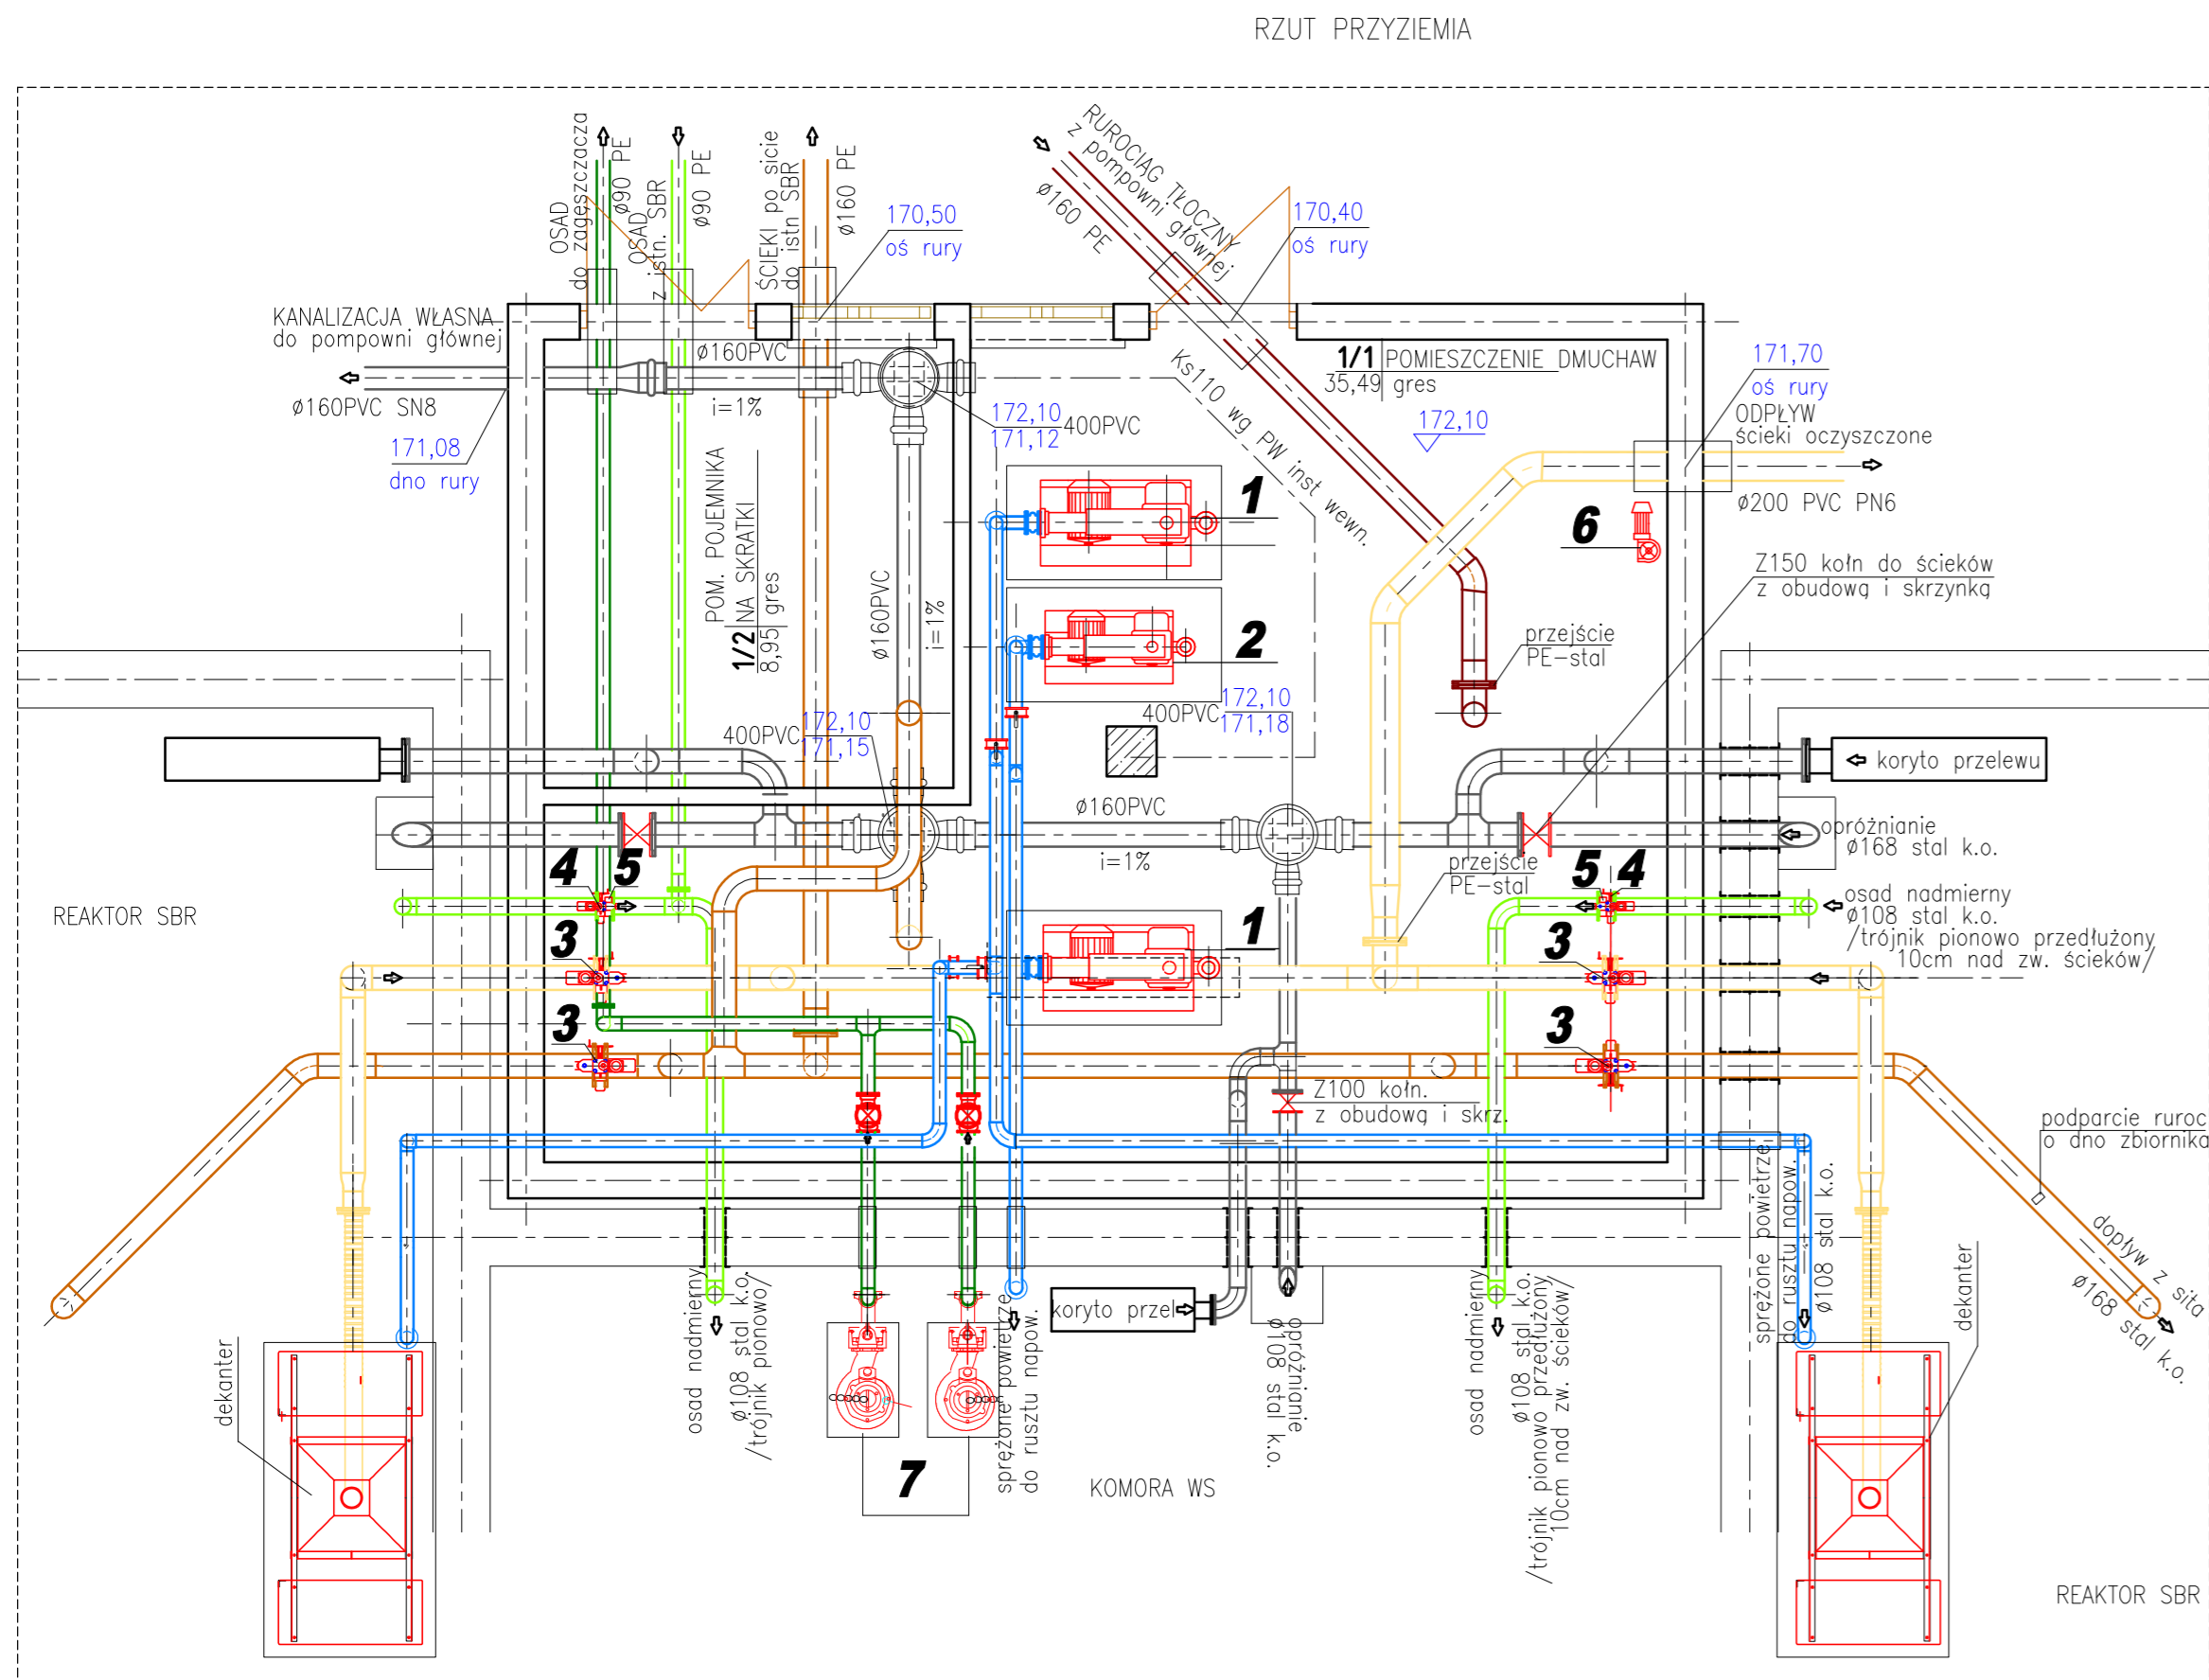 RZUT PRZYZIEMIA
OSAD
do zagęszczacza
ø90 PE
OSAD
z istn. SBR
ø90 PE
ŚCIEKI po sicie
do istn SBR
ø160 PE
170,50
oś rury
RUROCIĄG TŁOCZNY
z pompowni głównej
ø160 PE
170,40
oś rury
KANALIZACJA WŁASNA
do pompowni głównej
ø160PVC SN8
171,08
dno rury
ø160PVC
i=1%
172,10
171,12
400PVC
Ks110 wg PW inst wewn.
1/1 POMIESZCZENIE DMUCHAW
35,49 gres
172,10
171,70
oś rury
ODPŁYW
ścieki oczyszczone
ø200 PVC PN6
POM. POJEMNIKA
1/2 NA SKRATKI
8,95 gres
ø160PVC
i=1%
1
2
6
Z150 kołn do ścieków
z obudową i skrzynką
przejście
PE-stal
400PVC
172,10
171,15
400PVC
172,10
171,18
ø160PVC
i=1%
koryto przelewu
opróżnianie
ø168 stal k.o.
przejście
PE-stal
4
5
5
4
osad nadmierny
ø108 stal k.o.
/trójnik pionowo przedłużony
10cm nad zw. ścieków/
REAKTOR SBR
3
1
3
3
3
Z100 kołn.
z obudową i skrz.
podparcie ruroc
o dno zbiornika
sprężone powietrze
do rusztu napow.
ø108 stal k.o.
dopływ z sita
ø168 stal k.o.
dekanter
dekanter
osad nadmierny
ø108 stal k.o.
/trójnik pionowo/
7
sprężone powietrze
do rusztu napow.
koryto przel
opróżnianie
ø108 stal k.o.
KOMORA WS
osad nadmierny
ø108 stal k.o.
/trójnik pionowo przedłużony
10cm nad zw. ścieków/
REAKTOR SBR